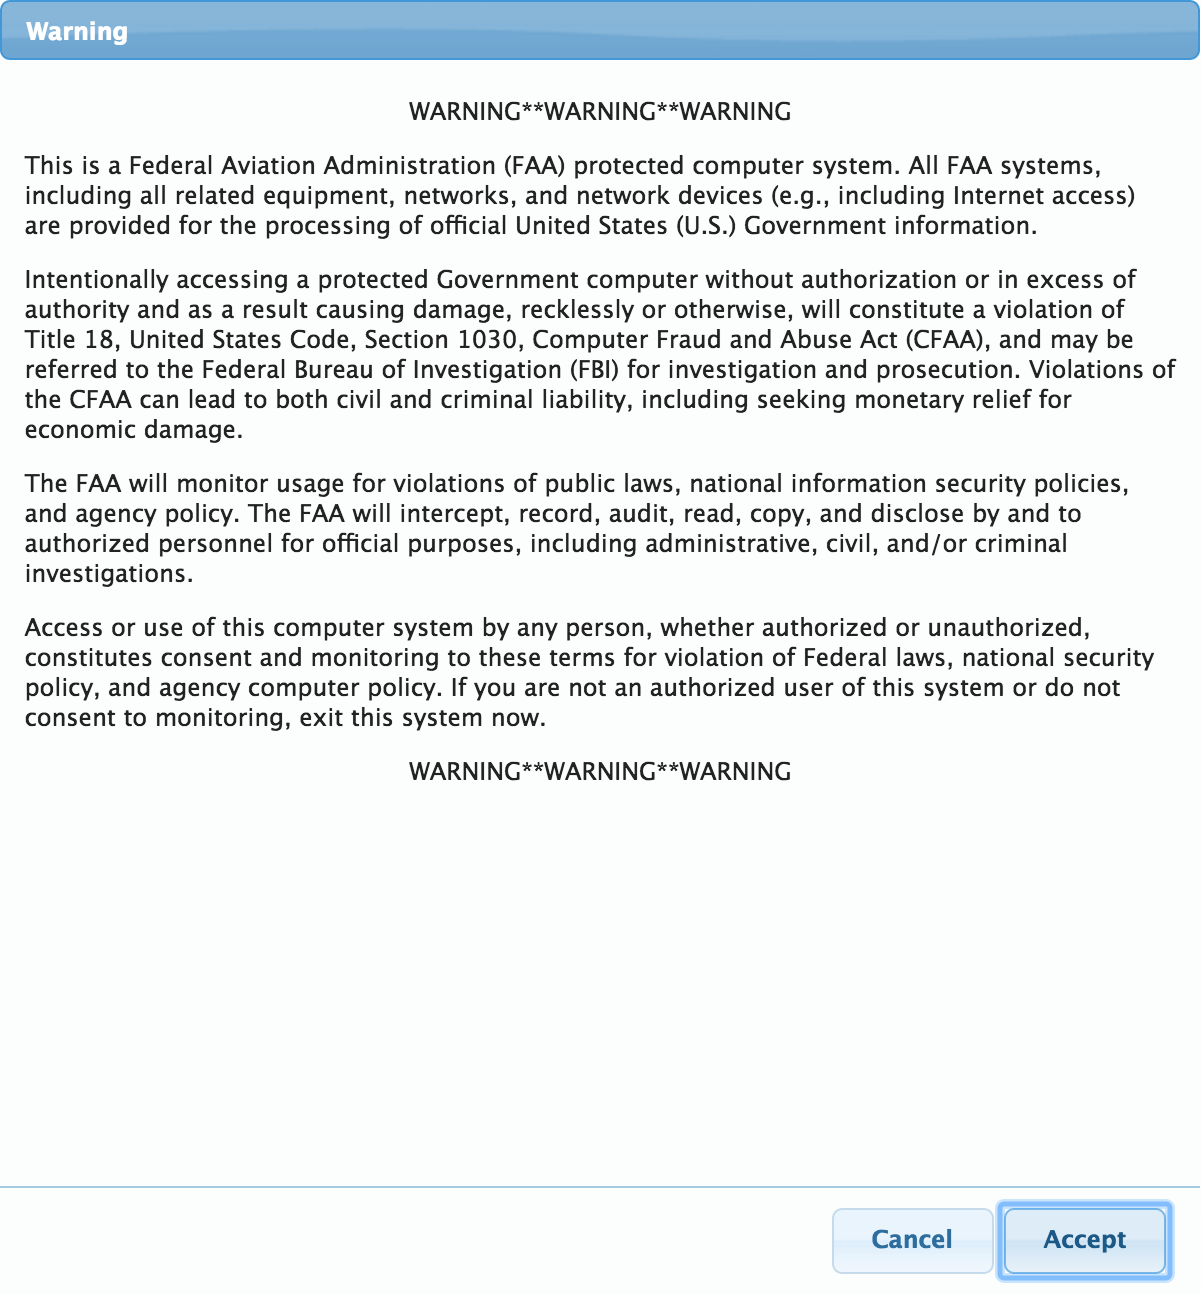 Warning
WARNING**WARNING**WARNING
This is a Federal Aviation Administration (FAA) protected computer system. All FAA systems,
including all related equipment, networks, and network devices (e.g., including Internet access)
are provided for the processing of official United States (U.S.) Government information.
Intentionally accessing a protected Government computer without authorization or in excess of
authority and as a result causing damage, recklessly or otherwise, will constitute a violation of
Title 18, United States Code, Section 1030, Computer Fraud and Abuse Act (CFAA), and may be
referred to the Federal Bureau of Investigation (FBI) for investigation and prosecution. Violations of
the CFAA can lead to both civil and criminal liability, including seeking monetary relief for
economic damage.
The FAA will monitor usage for violations of public laws, national information security policies,
and agency policy. The FAA will intercept, record, audit, read, copy, and disclose by and to
authorized personnel for official purposes, including administrative, civil, and/or criminal
investigations.
Access or use of this computer system by any person, whether authorized or unauthorized,
constitutes consent and monitoring to these terms for violation of Federal laws, national security
policy, and agency computer policy. If you are not an authorized user of this system or do not
consent to monitoring, exit this system now.
WARNING**WARNING**WARNING
Cancel
Accept